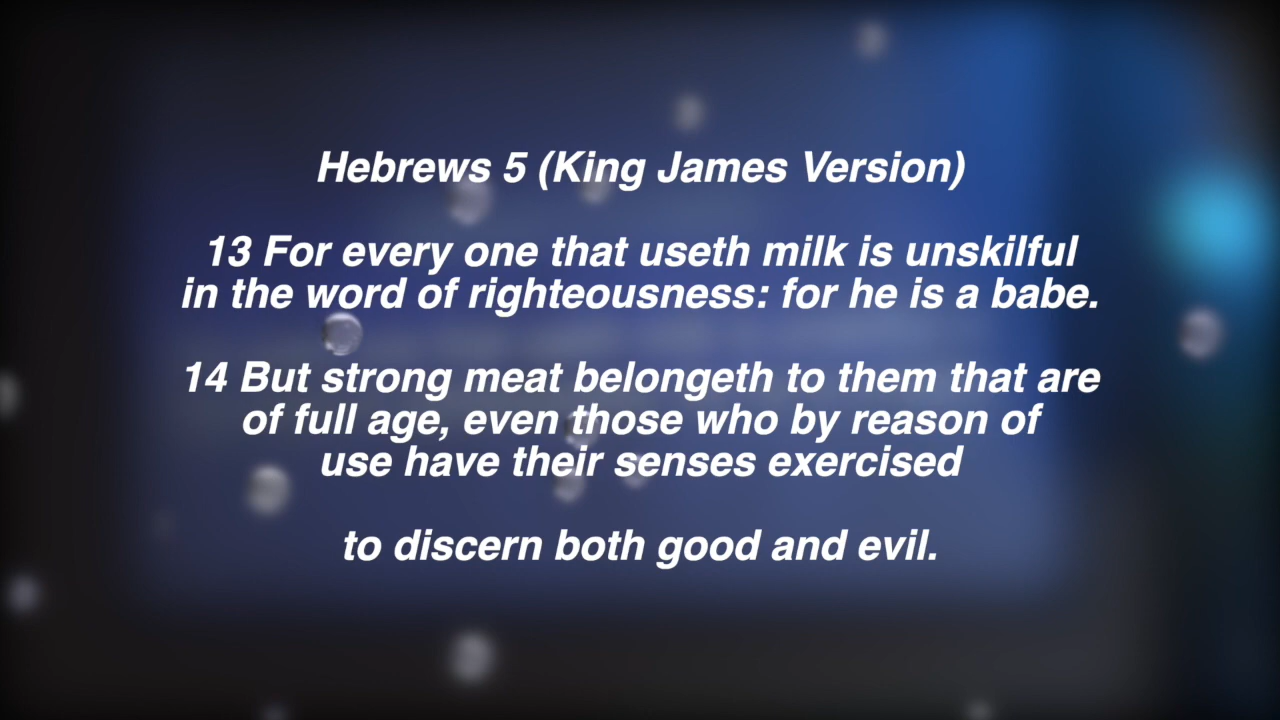 Hebrews 5 (King James Version)
13 For every one that useth milk is unskilful
in the word of righteousness: for he is a babe.
14 But strong meat belongeth to them that are
of full age, even those who by reason of
use have their senses exercised
to discern both good and evil.